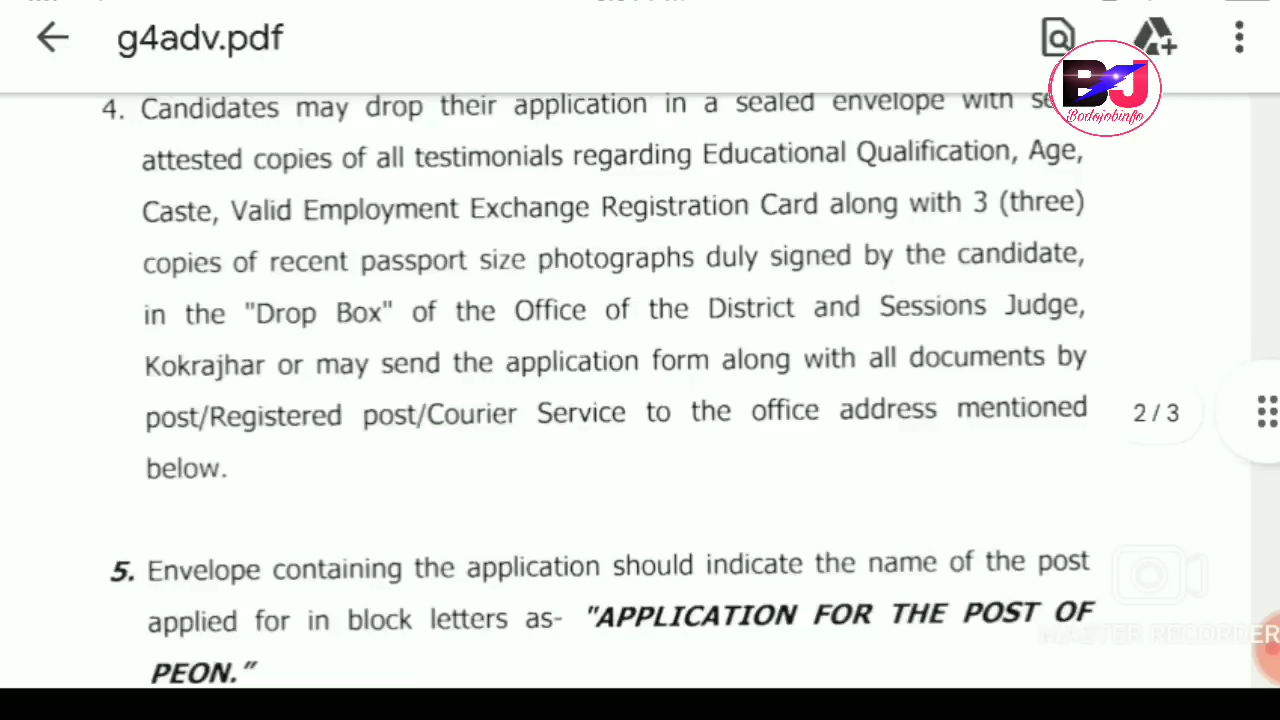 g4adv.pdf
BJ
Bodojobinfo
4. Candidates may drop their application in a sealed envelope with
attested copies of all testimonials regarding Educational Qualification, Age,
Caste, Valid Employment Exchange Registration Card along with 3 (three)
copies of recent passport size photographs duly signed by the candidate,
in the "Drop Box" of the Office of the District and Sessions Judge,
Kokrajhar or may send the application form along with all documents by
post/Registered post/Courier Service to the office address mentioned
2 / 3
below.
5. Envelope containing the application should indicate the name of the post
applied for in block letters as- "APPLICATION FOR THE POST OF
MASTER RECORDER
PEON."